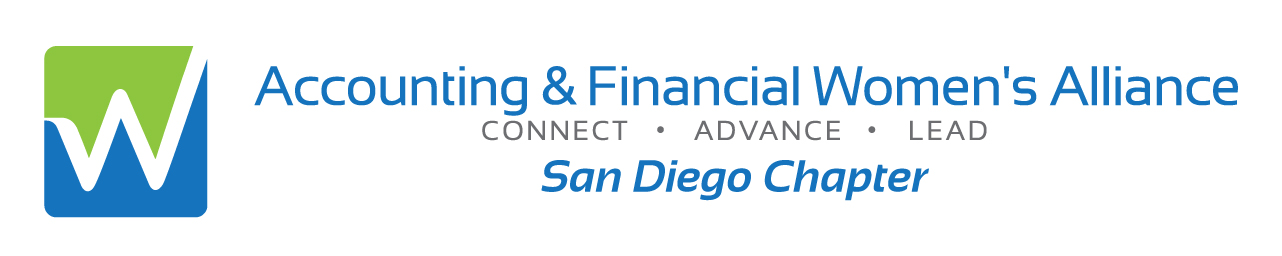 Accounting & Financial Women's Alliance
CONNECT • ADVANCE • LEAD
San Diego Chapter